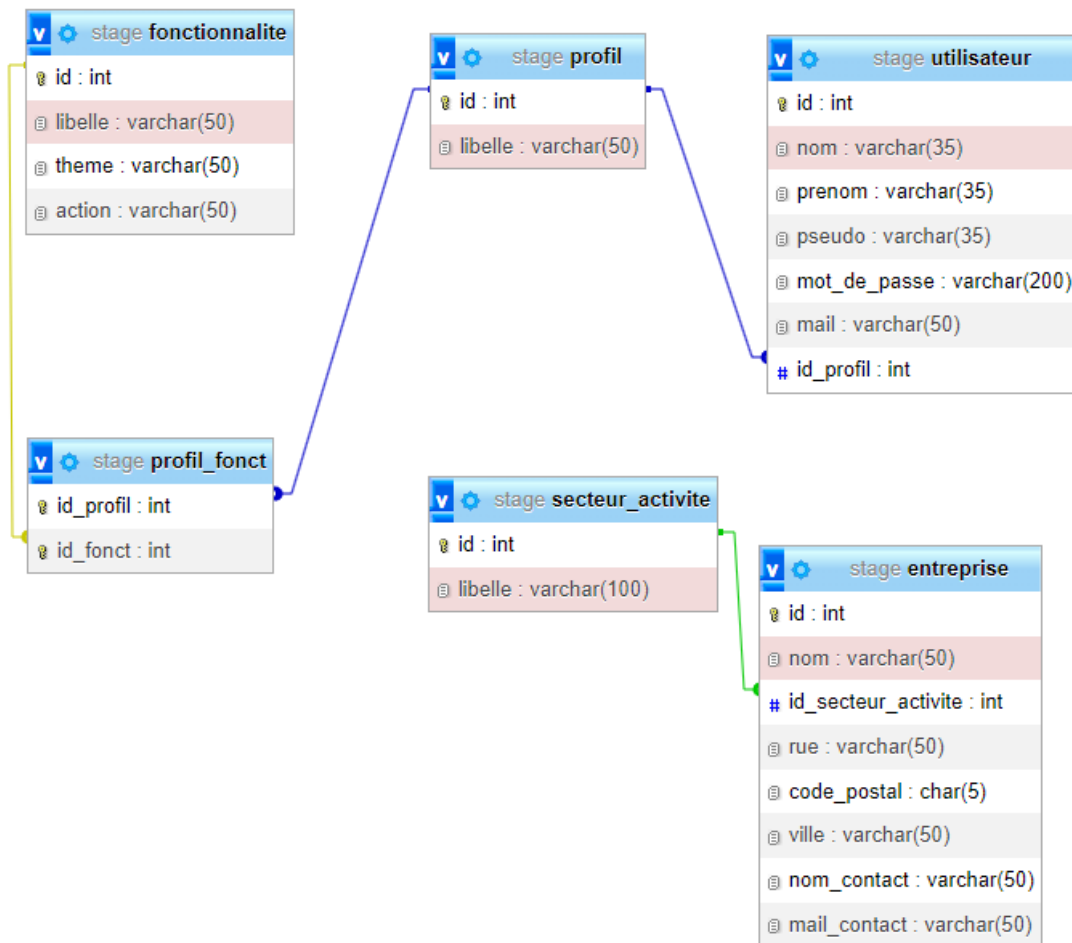 v stage fonctionnalite
id : int
libelle : varchar(50)
theme : varchar(50)
action : varchar(50)
v stage profil
id : int
libelle : varchar(50)
v stage utilisateur
id : int
nom : varchar(35)
prenom : varchar(35)
pseudo : varchar(35)
mot_de_passe : varchar(200)
mail : varchar(50)
# id_profil : int
v stage profil_fonct
id_profil : int
id_fonct : int
v stage secteur_activite
id : int
libelle : varchar(100)
v stage entreprise
id : int
nom : varchar(50)
# id_secteur_activite : int
rue : varchar(50)
code_postal : char(5)
ville : varchar(50)
nom_contact : varchar(50)
mail_contact : varchar(50)